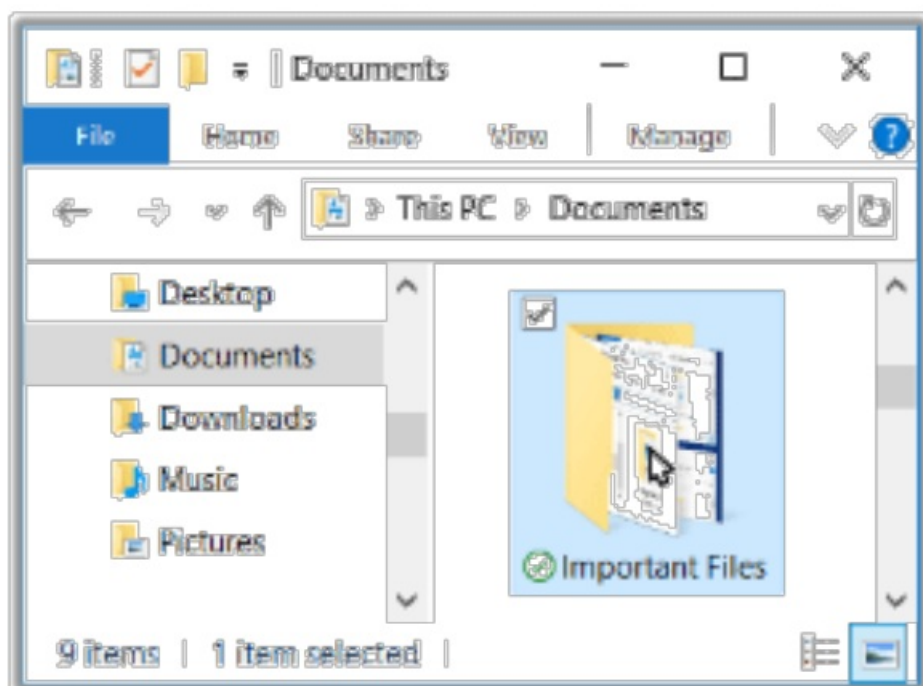 Documents
File Home Share View Manage
This PC Documents
Desktop
Documents
Downloads
Music
Pictures
Important Files
9 items 1 item selected